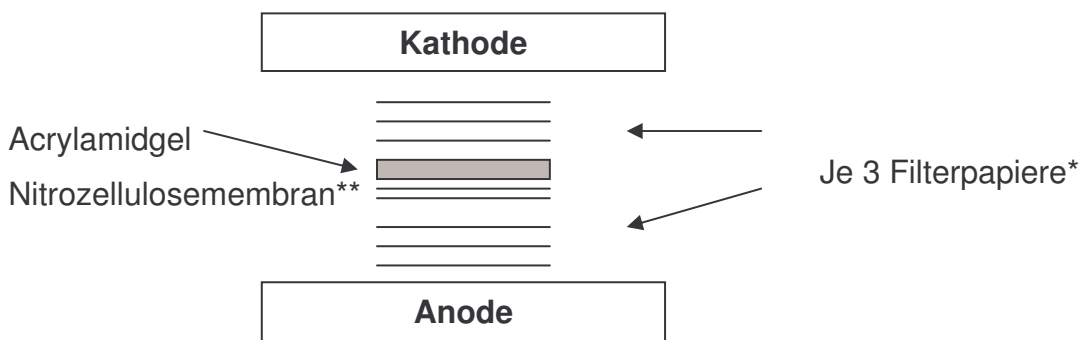 Kathode
Acrylamidgel
Nitrozellulosemembran**
Je 3 Filterpapiere*
Anode